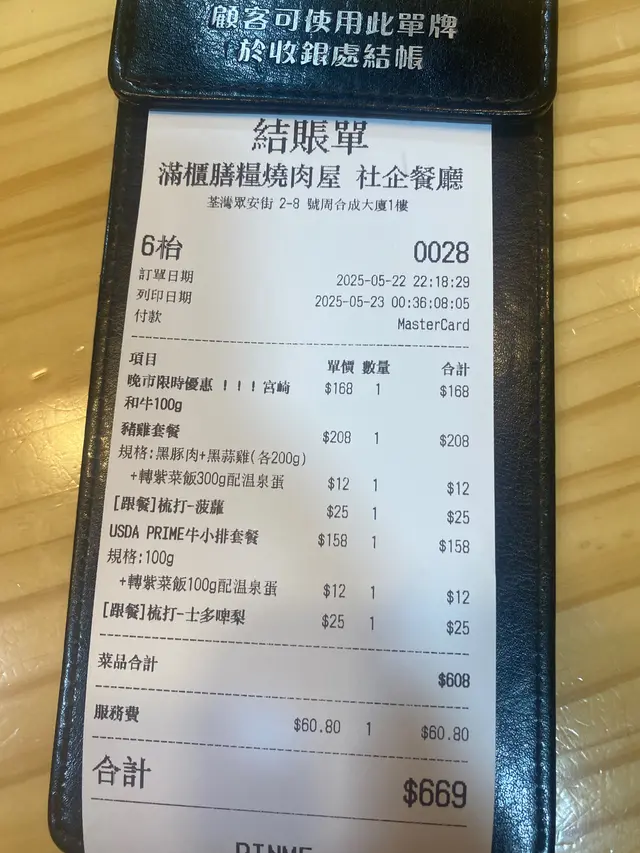 顧客可使用此單牌
於收銀處結帳
結賬單
滿櫃膳糧燒肉屋 社企餐廳
荃灣眾安街 2-8 號周合成大廈1樓
6枱 0028
訂單日期 2025-05-22 22:18:29
列印日期 2025-05-23 00:36:08:05
付款 MasterCard
項目 單價 數量 合計
晚市限時優惠 ！！！宮崎 $168 1 $168
和牛100g
豬雞套餐 $208 1 $208
規格:黑豚肉+黑蒜雞(各200g)
+轉紫菜飯300g配温泉蛋 $12 1 $12
[跟餐]梳打-菠蘿 $25 1 $25
USDA PRIME牛小排套餐 $158 1 $158
規格:100g
+轉紫菜飯100g配温泉蛋 $12 1 $12
[跟餐]梳打-士多啤梨 $25 1 $25
菜品合計 $608
服務費 $60.80 1 $60.80
合計 $669